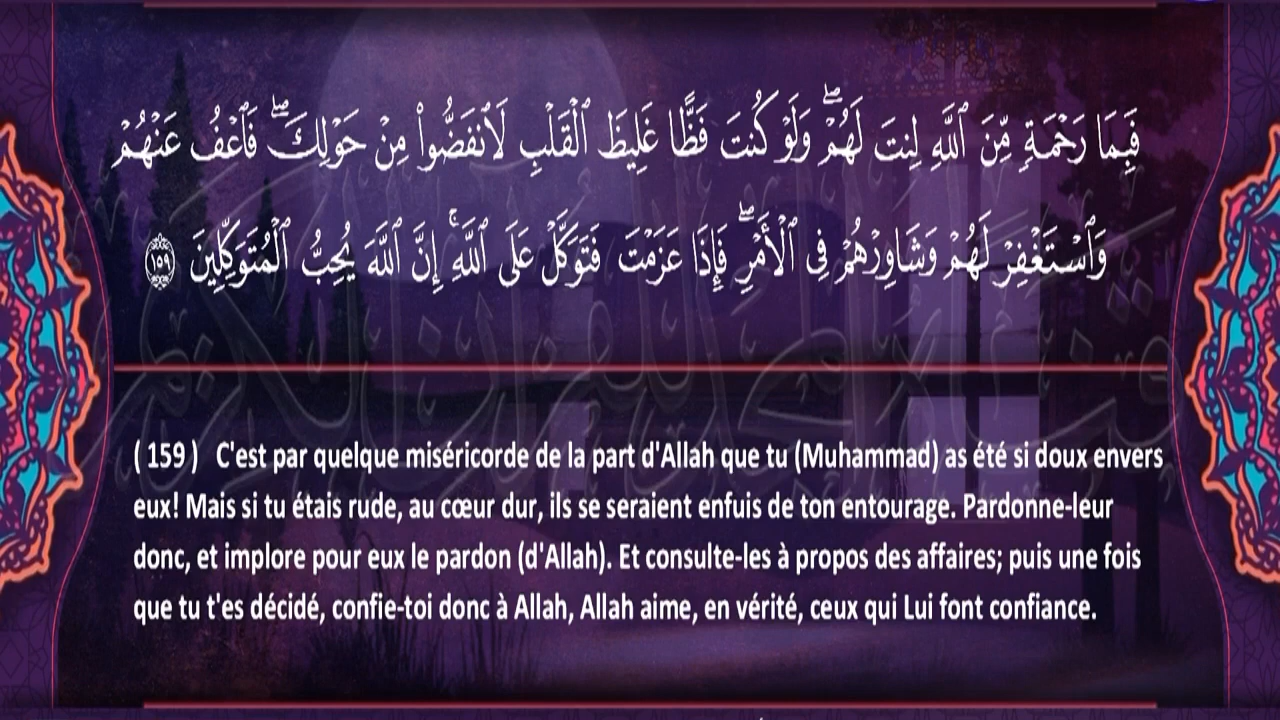 فَبِمَا رَحْمَةٍ مِّنَ ٱللَّهِ لِنتَ لَهُمْ ۖ وَلَوْ كُنتَ فَظًّا غَلِيظَ ٱلْقَلْبِ لَٱنفَضُّوا۟ مِنْ حَوْلِكَ ۖ فَٱعْفُ عَنْهُمْ
وَٱسْتَغْفِرْ لَهُمْ وَشَاوِرْهُمْ فِى ٱلْأَمْرِ ۖ فَإِذَا عَزَمْتَ فَتَوَكَّلْ عَلَى ٱللَّهِ ۚ إِنَّ ٱللَّهَ يُحِبُّ ٱلْمُتَوَكِّلِينَ ١٥٩
( 159 ) C'est par quelque miséricorde de la part d'Allah que tu (Muhammad) as été si doux envers
eux! Mais si tu étais rude, au cœur dur, ils se seraient enfuis de ton entourage. Pardonne-leur
donc, et implore pour eux le pardon (d'Allah). Et consulte-les à propos des affaires; puis une fois
que tu t'es décidé, confie-toi donc à Allah, Allah aime, en vérité, ceux qui Lui font confiance.